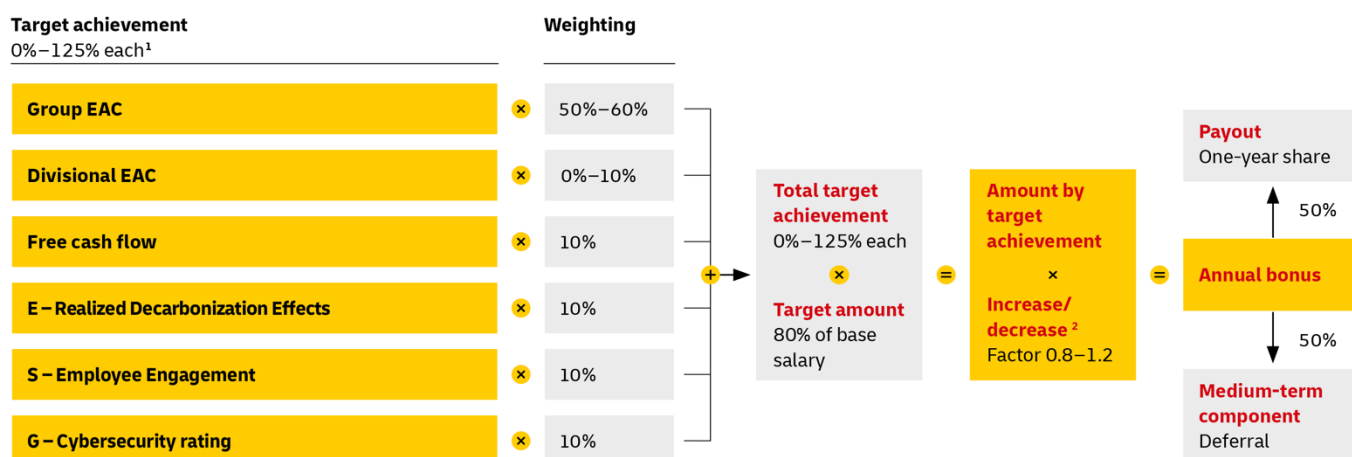 Target achievement
0%–125% each¹
Weighting
Group EAC
×
50%–60%
Divisional EAC
×
0%–10%
Free cash flow
×
10%
E – Realized Decarbonization Effects
×
10%
S – Employee Engagement
×
10%
G – Cybersecurity rating
×
10%
+
Total target
achievement
0%–125% each
×
Target amount
80% of base
salary
=
Amount by
target
achievement
×
Increase/
decrease ²
Factor 0.8–1.2
=
Payout
One-year share
50%
Annual bonus
50%
Medium-term
component
Deferral